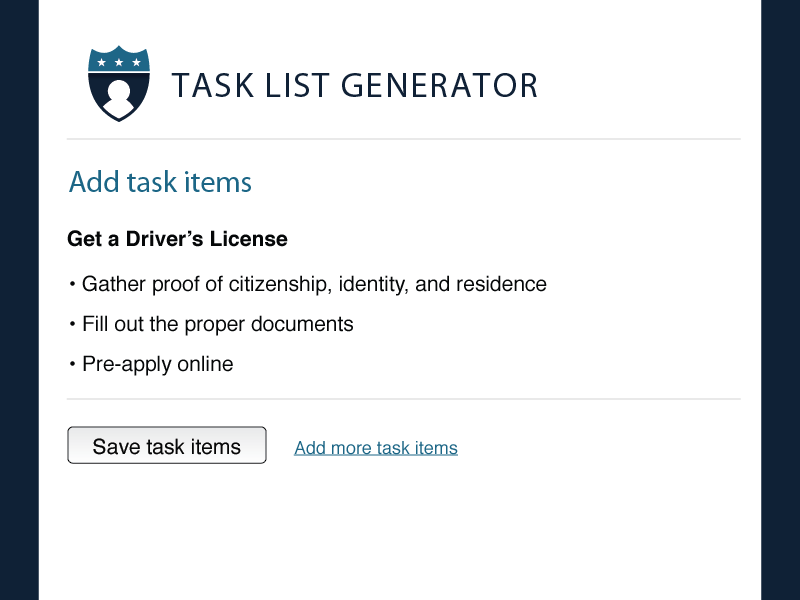 TASK LIST GENERATOR
Add task items
Get a Driver’s License
• Gather proof of citizenship, identity, and residence
• Fill out the proper documents
• Pre-apply online
Save task items
Add more task items